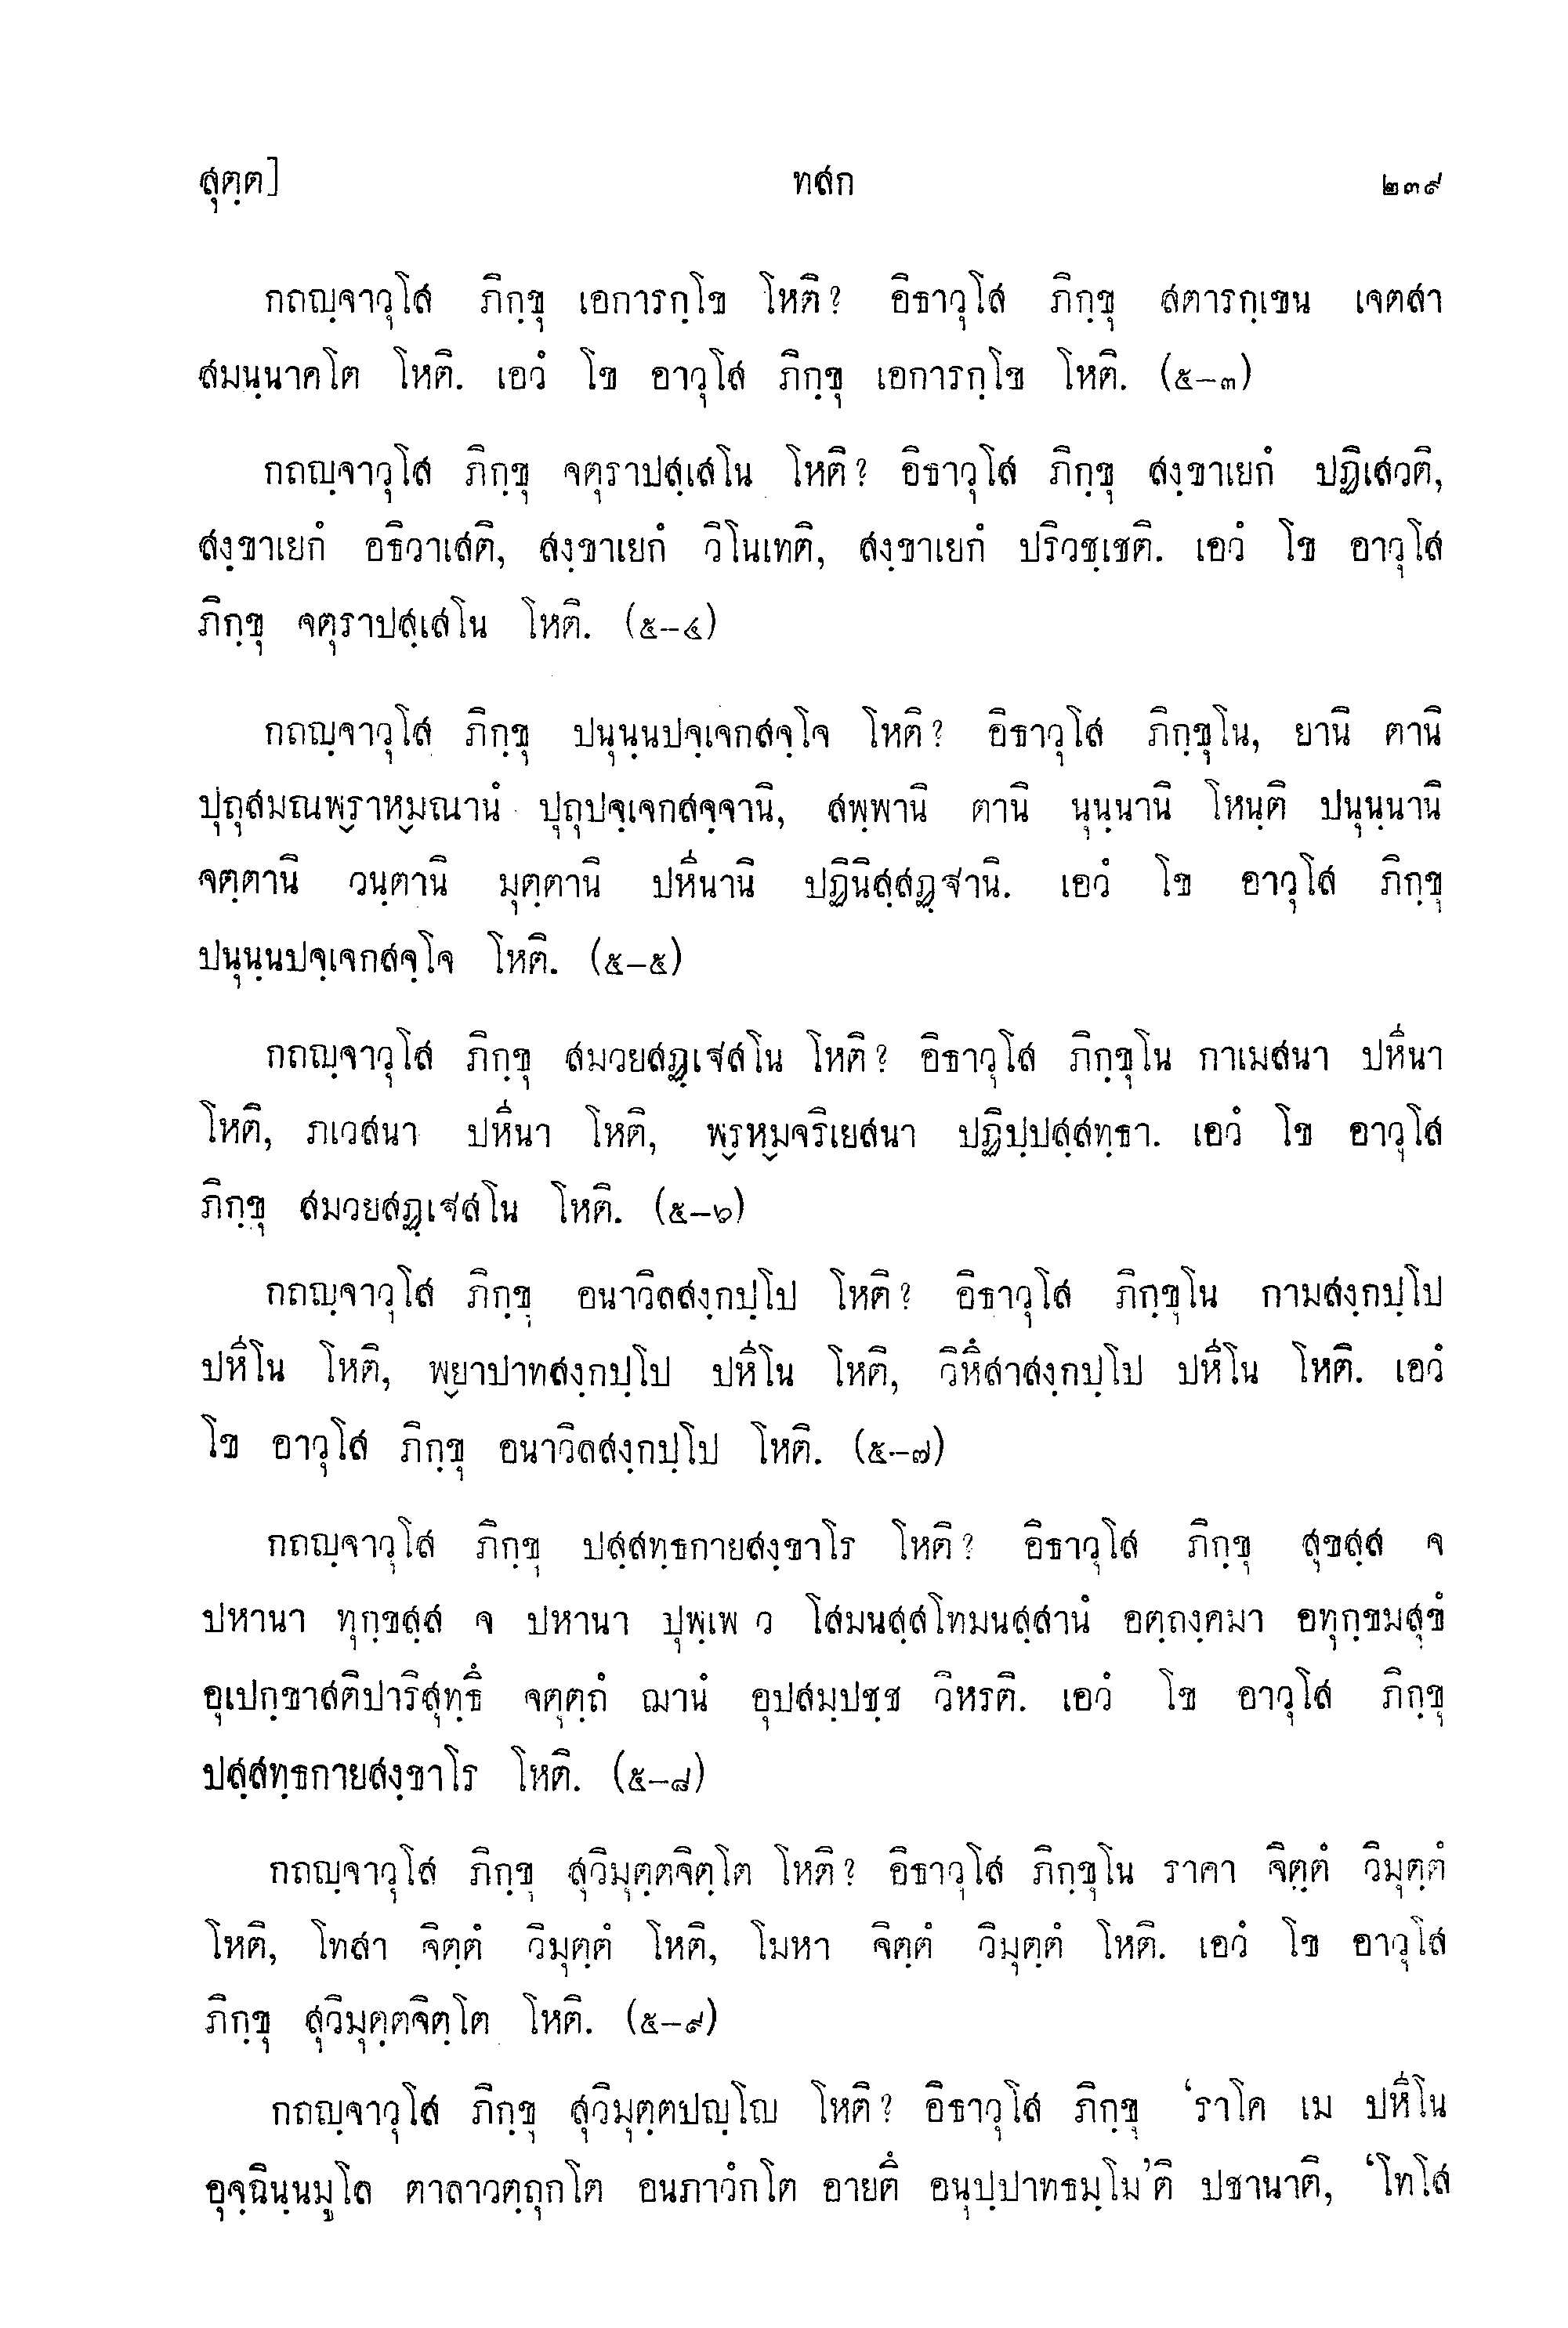 สุตฺต] ทสก ๒๓๙
กถญฺจาวุโส ภิกฺขุ เอการกฺโข โหติ? อิธาวุโส ภิกฺขุ สตารกฺเขน เจตสา
สมนฺนาคโต โหติ. เอวํ โข อาวุโส ภิกฺขุ เอการกฺโข โหติ. (๕–๓)
กถญฺจาวุโส ภิกฺขุ จตุราปสฺเสโน โหติ? อิธาวุโส ภิกฺขุ สงฺขาเยกํ ปฏิเสวติ,
สงฺขาเยกํ อธิวาเสติ, สงฺขาเยกํ วิโนเทติ, สงฺขาเยกํ ปริวชฺเชติ. เอวํ โข อาวุโส
ภิกฺขุ จตุราปสฺเสโน โหติ. (๕–๔)
กถญฺจาวุโส ภิกฺขุ ปนุนฺนปจฺเจกสจฺโจ โหติ? อิธาวุโส ภิกฺขุโน, ยานิ ตานิ
ปุถุสมณพฺราหฺมณานํ ปุถุปจฺเจกสจฺจานิ, สพฺพานิ ตานิ นุนฺนานิ โหนฺติ ปนุนฺนานิ
จตฺตานิ วนฺตานิ มุตฺตานิ ปหีนานิ ปฏินิสฺสฏฺฐานิ. เอวํ โข อาวุโส ภิกฺขุ
ปนุนฺนปจฺเจกสจฺโจ โหติ. (๕–๕)
กถญฺจาวุโส ภิกฺขุ สมวยสฏฺเฐสโน โหติ? อิธาวุโส ภิกฺขุโน กาเมสนา ปหีนา
โหติ, ภเวสนา ปหีนา โหติ, พฺรหฺมจริเยสนา ปฏิปฺปสฺสทฺธา. เอวํ โข อาวุโส
ภิกฺขุ สมวยสฏฺเฐสโน โหติ. (๕–๖)
กถญฺจาวุโส ภิกฺขุ อนาวิลสงฺกปฺโป โหติ? อิธาวุโส ภิกฺขุโน กามสงฺกปฺโป
ปหีโน โหติ, พฺยาปาทสงฺกปฺโป ปหีโน โหติ, วิหึสาสงฺกปฺโป ปหีโน โหติ. เอวํ
โข อาวุโส ภิกฺขุ อนาวิลสงฺกปฺโป โหติ. (๕–๗)
กถญฺจาวุโส ภิกฺขุ ปสฺสทฺธกายสงฺขาโร โหติ? อิธาวุโส ภิกฺขุ สุขสฺส จ
ปหานา ทุกฺขสฺส จ ปหานา ปุพฺเพ ว โสมนสฺสโทมนสฺสานํ อตฺถงฺคมา อทุกฺขมสุขํ
อุเปกฺขาสติปาริสุทฺธึ จตุตฺถํ ฌานํ อุปสมฺปชฺช วิหรติ. เอวํ โข อาวุโส ภิกฺขุ
ปสฺสทฺธกายสงฺขาโร โหติ. (๕–๘)
กถญฺจาวุโส ภิกฺขุ สุวิมุตฺตจิตฺโต โหติ? อิธาวุโส ภิกฺขุโน ราคา จิตฺตํ วิมุตฺตํ
โหติ, โทสา จิตฺตํ วิมุตฺตํ โหติ, โมหา จิตฺตํ วิมุตฺตํ โหติ. เอวํ โข อาวุโส
ภิกฺขุ สุวิมุตฺตจิตฺโต โหติ. (๕–๙)
กถญฺจาวุโส ภิกฺขุ สุวิมุตฺตปญฺโญ โหติ? อิธาวุโส ภิกฺขุ ‘ราโค เม ปหีโน
อุจฺฉินฺนมูโล ตาลาวตฺถุกโต อนภาวํกโต อายตึ อนุปฺปาทธมฺโม’ติ ปชานาติ, ‘โทโส